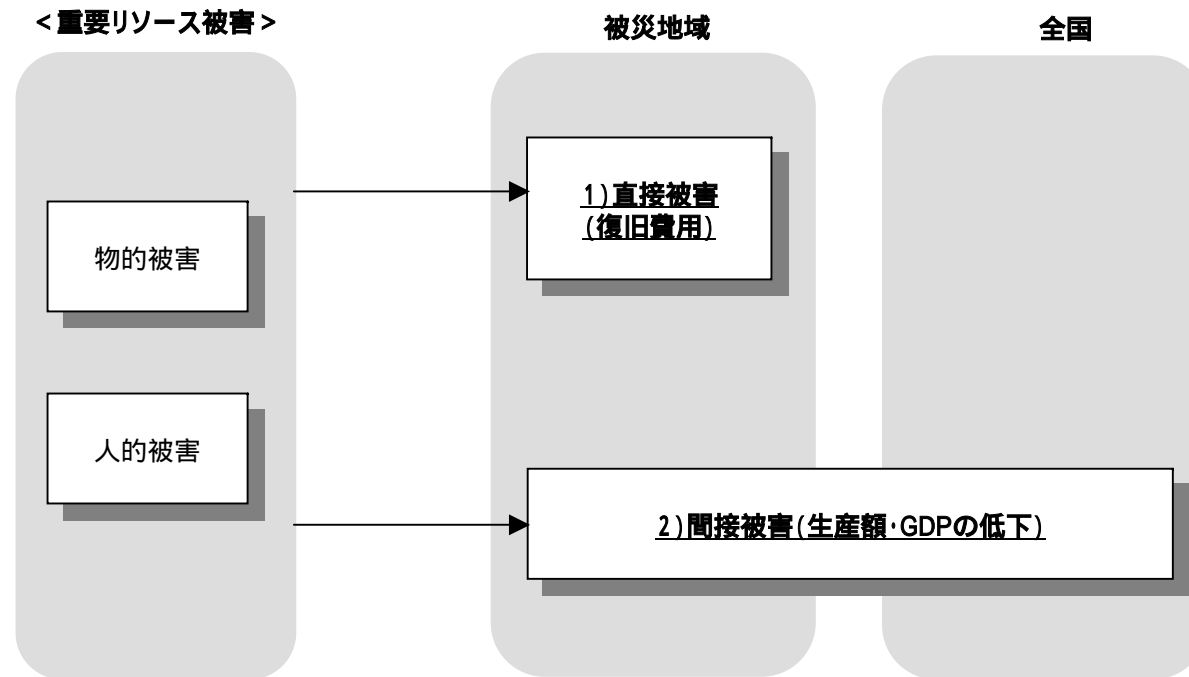 <重要リソース被害>
被災地域
全国
1)直接被害
(復旧費用)
物的被害
人的被害
2)間接被害(生産額・GDPの低下)